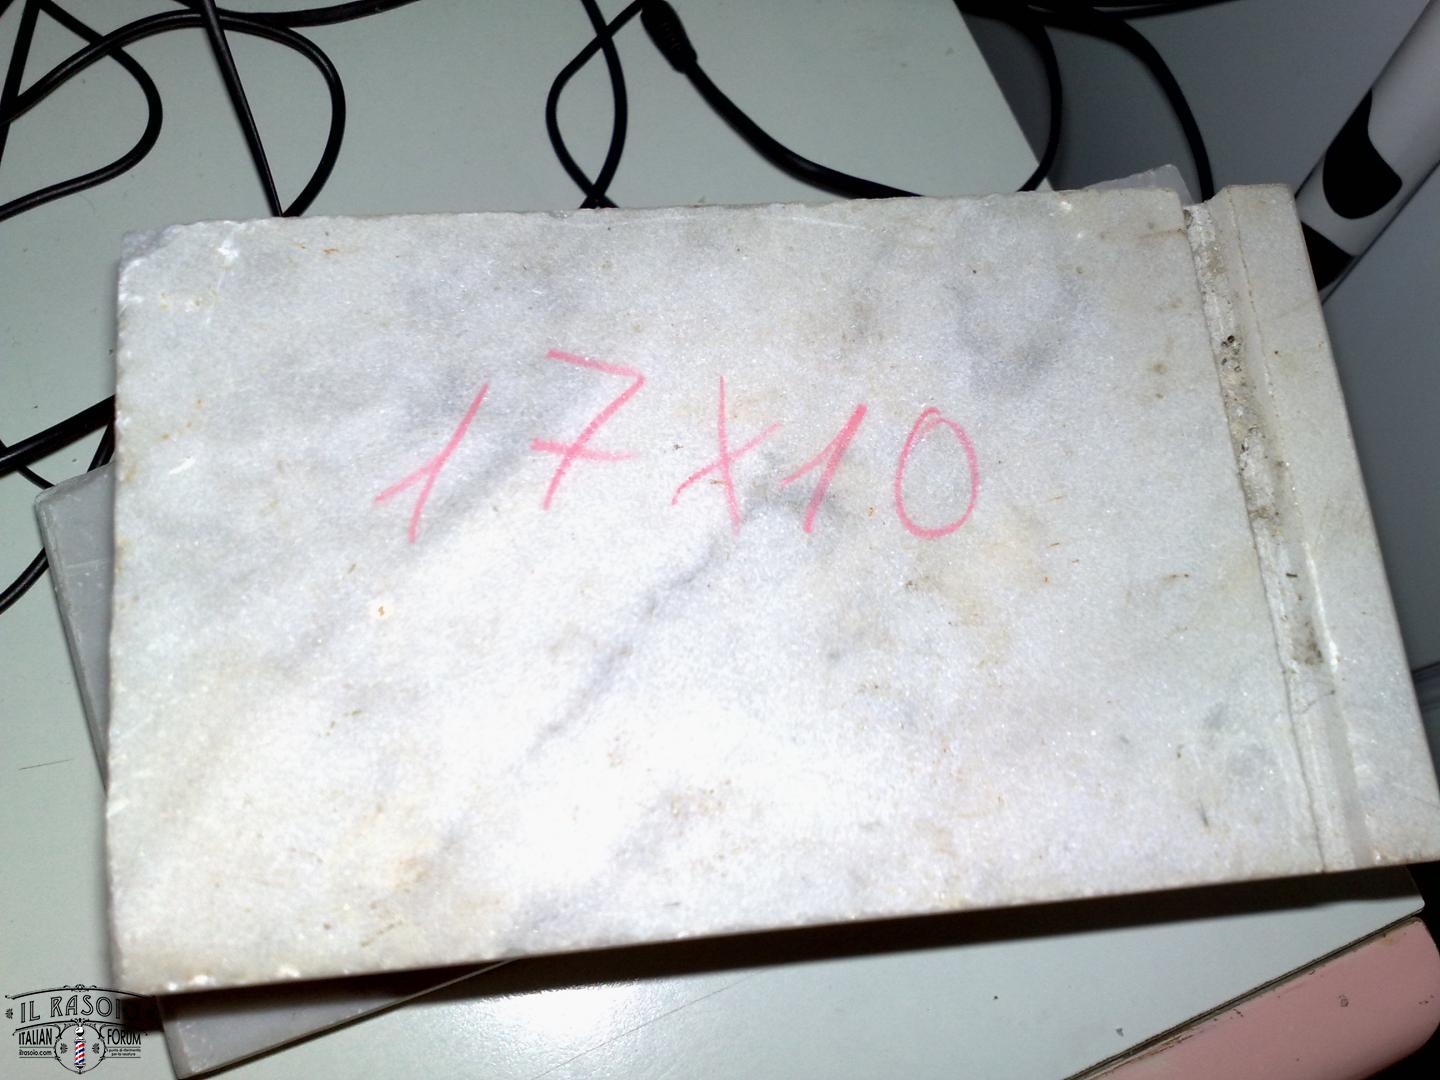 17x10
IL RASOIO
ITALIAN FORUM
ilrasoio.com